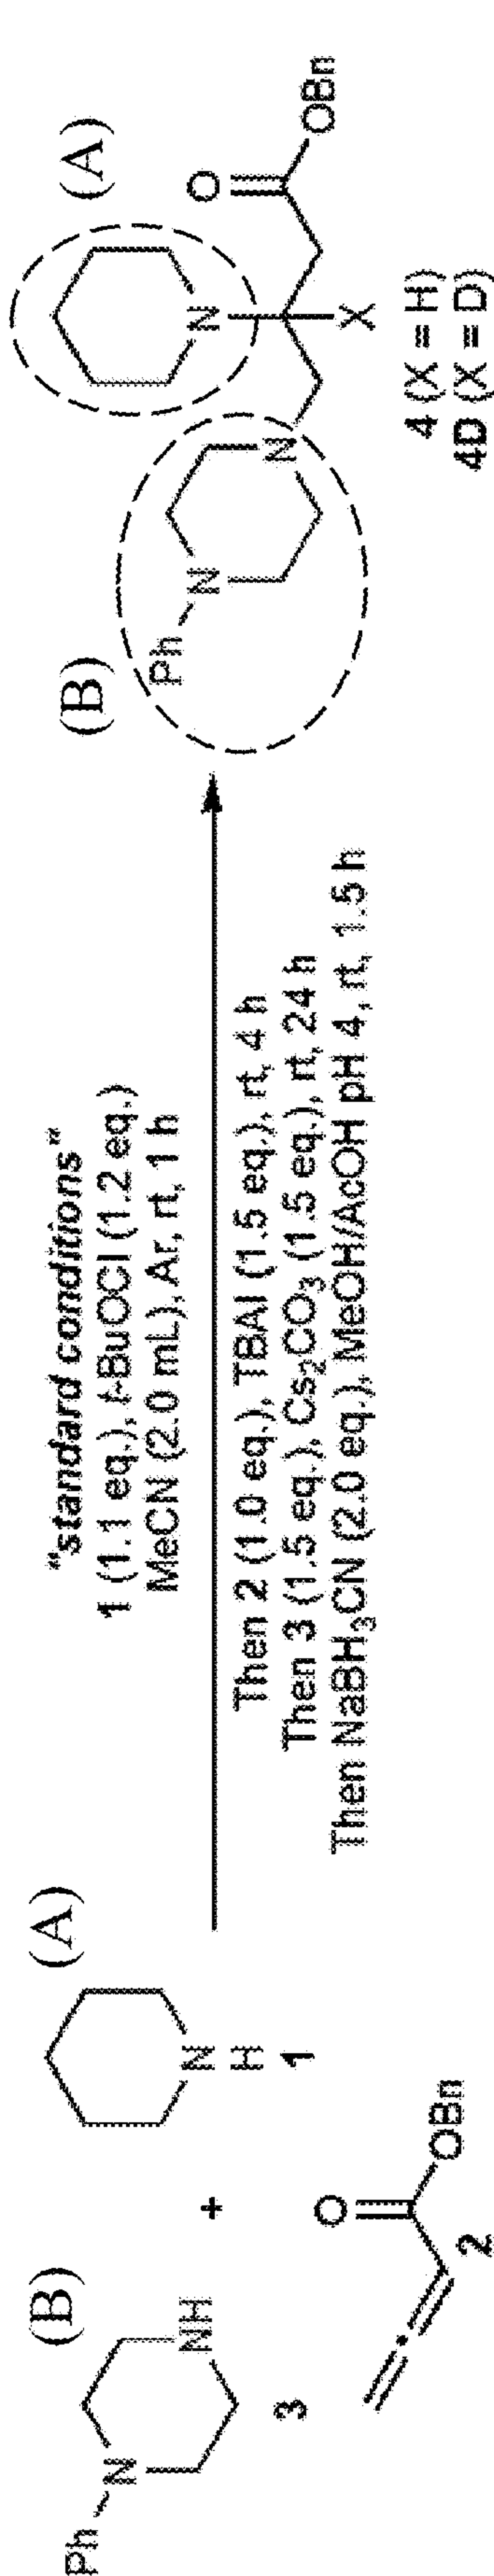 (B)
Ph
N
NH
3
+
(A)
N
H
1
O
OBn
2
"standard conditions"
1 (1.1 eq.), t-BuOCl (1.2 eq.)
MeCN (2.0 mL), Ar, rt, 1 h
Then 2 (1.0 eq.), TBAI (1.5 eq.), rt, 4 h
Then 3 (1.5 eq.), Cs₂CO₃ (1.5 eq.), rt, 24 h
Then NaBH₃CN (2.0 eq.), MeOH/AcOH pH 4, rt, 1.5 h
(B)
Ph
N
N
(A)
N
X
O
OBn
4 (X = H)
4D (X = D)